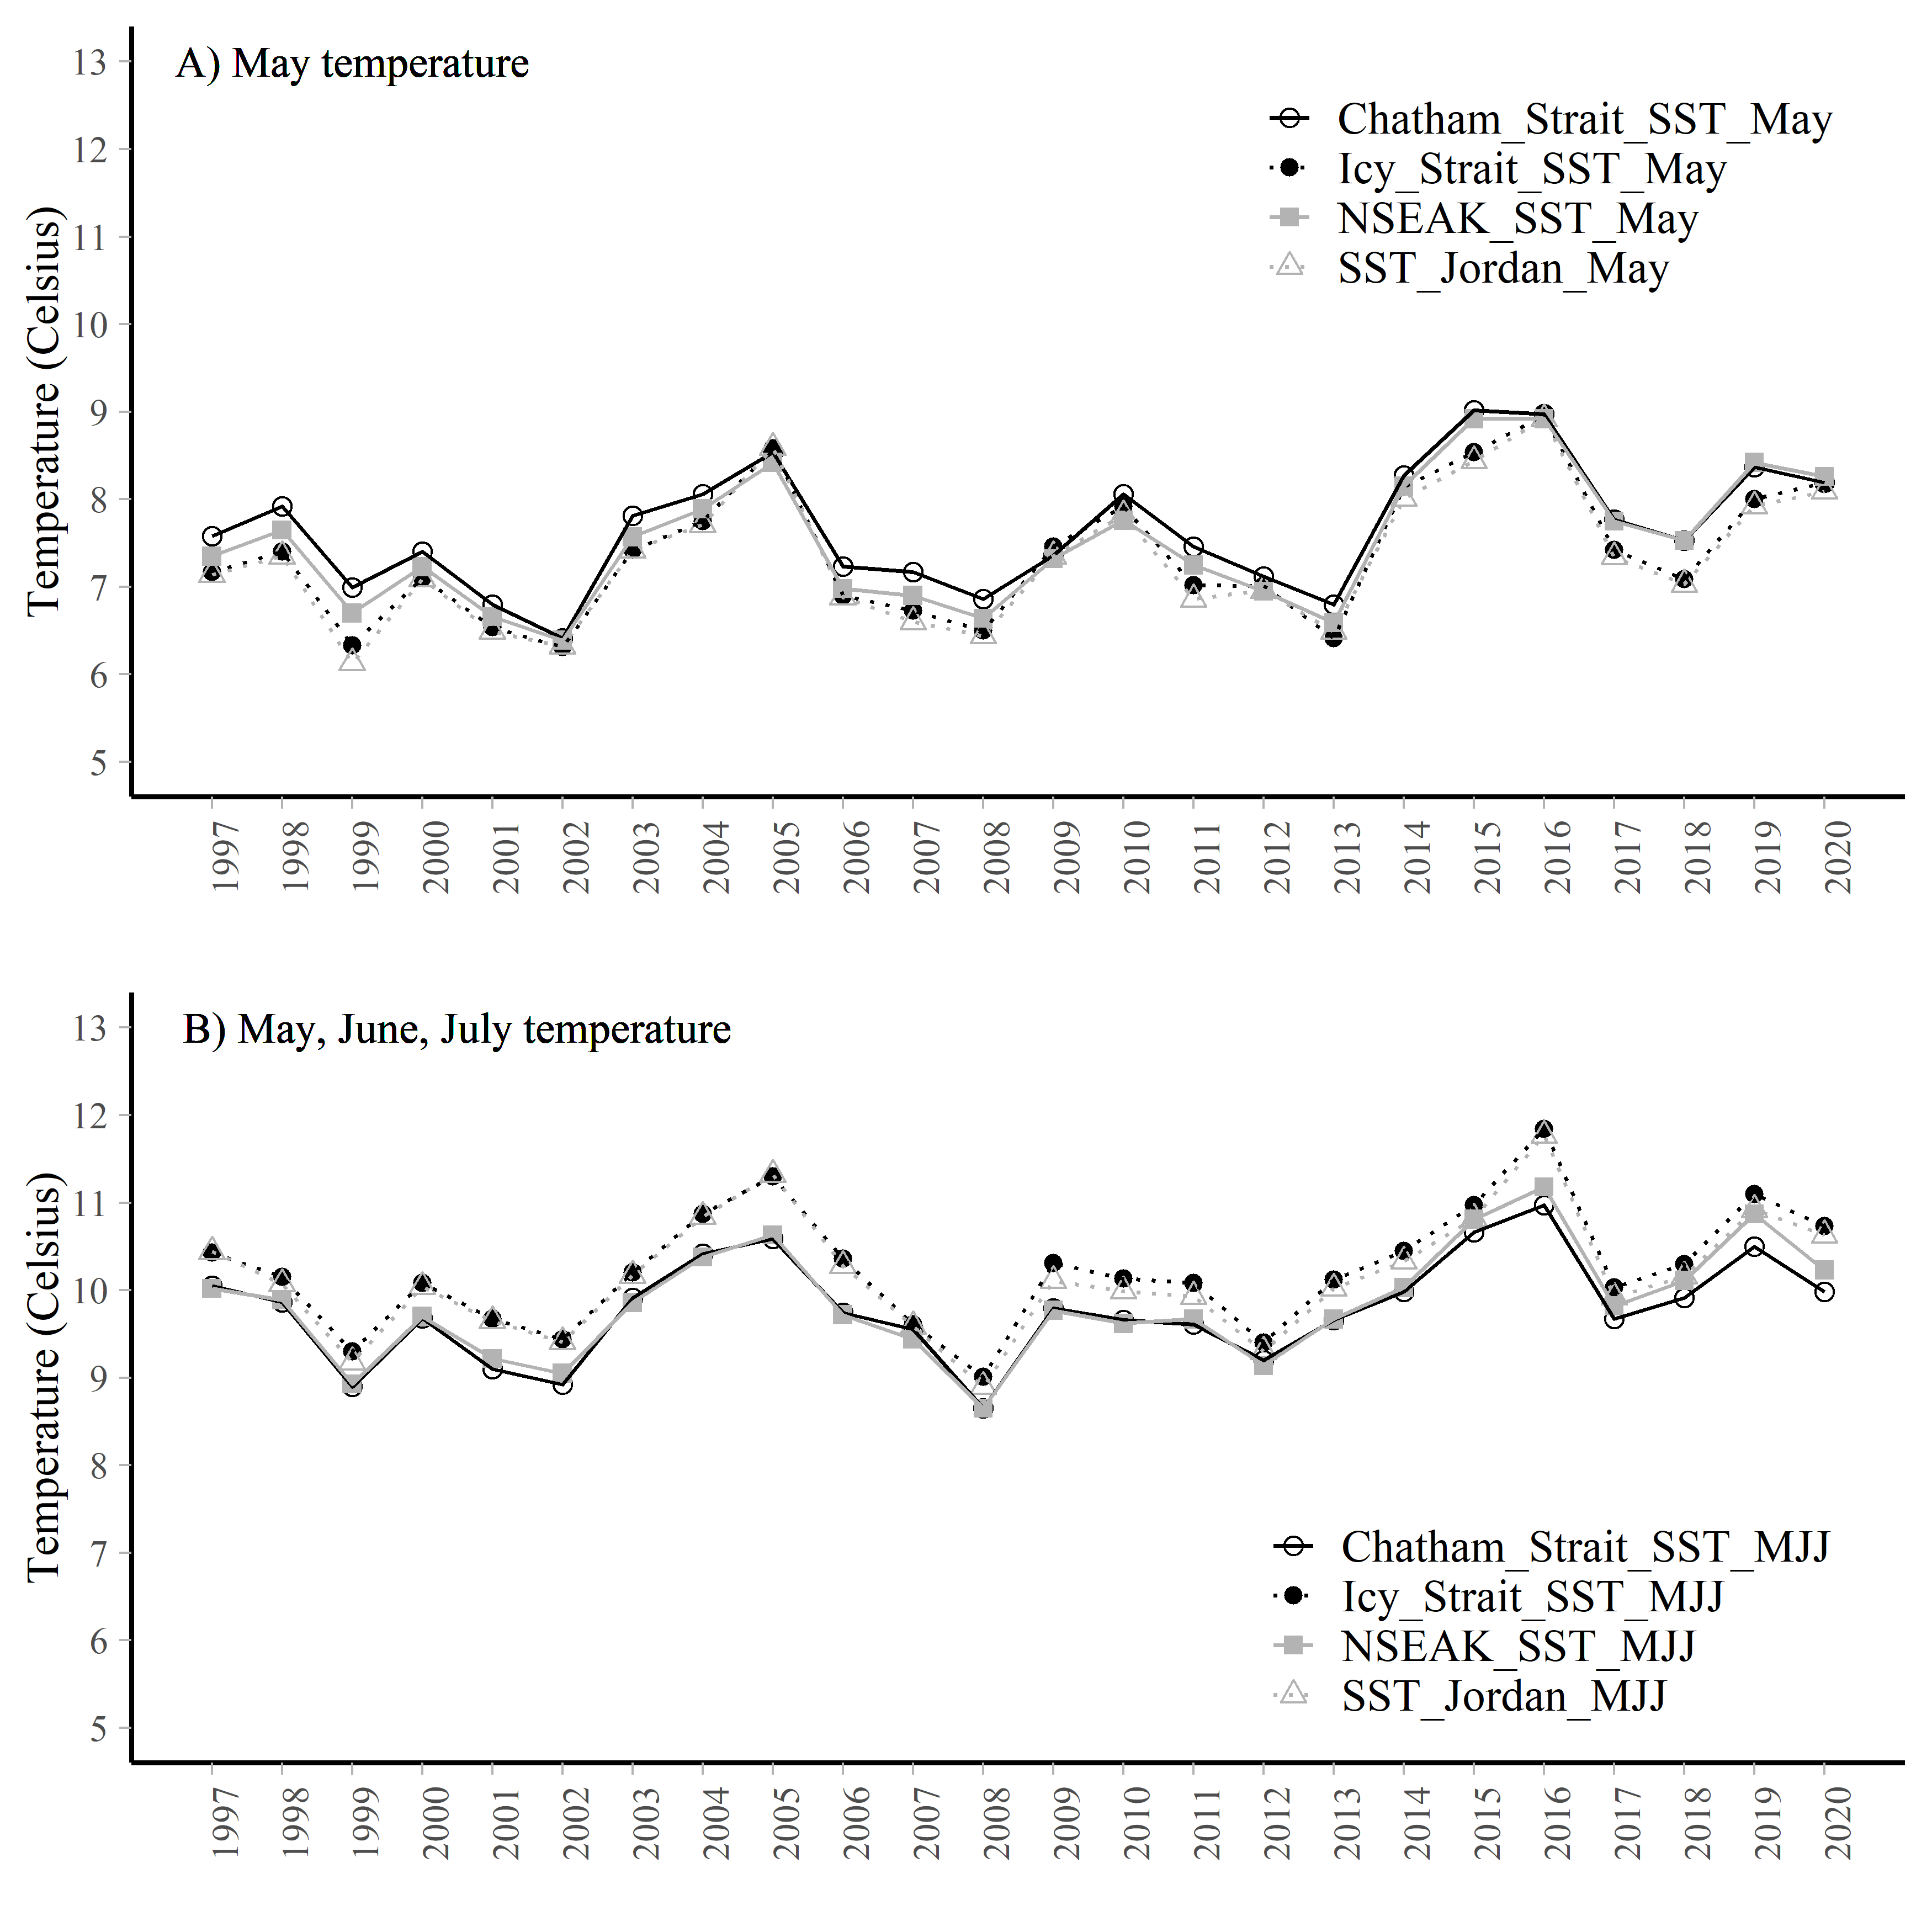 A) May temperature
Temperature (Celsius)
13
12
11
10
9
8
7
6
5
Chatham_Strait_SST_May
Icy_Strait_SST_May
NSEAK_SST_May
SST_Jordan_May
1997 1998 1999 2000 2001 2002 2003 2004 2005 2006 2007 2008 2009 2010 2011 2012 2013 2014 2015 2016 2017 2018 2019 2020
B) May, June, July temperature
Temperature (Celsius)
13
12
11
10
9
8
7
6
5
Chatham_Strait_SST_MJJ
Icy_Strait_SST_MJJ
NSEAK_SST_MJJ
SST_Jordan_MJJ
1997 1998 1999 2000 2001 2002 2003 2004 2005 2006 2007 2008 2009 2010 2011 2012 2013 2014 2015 2016 2017 2018 2019 2020